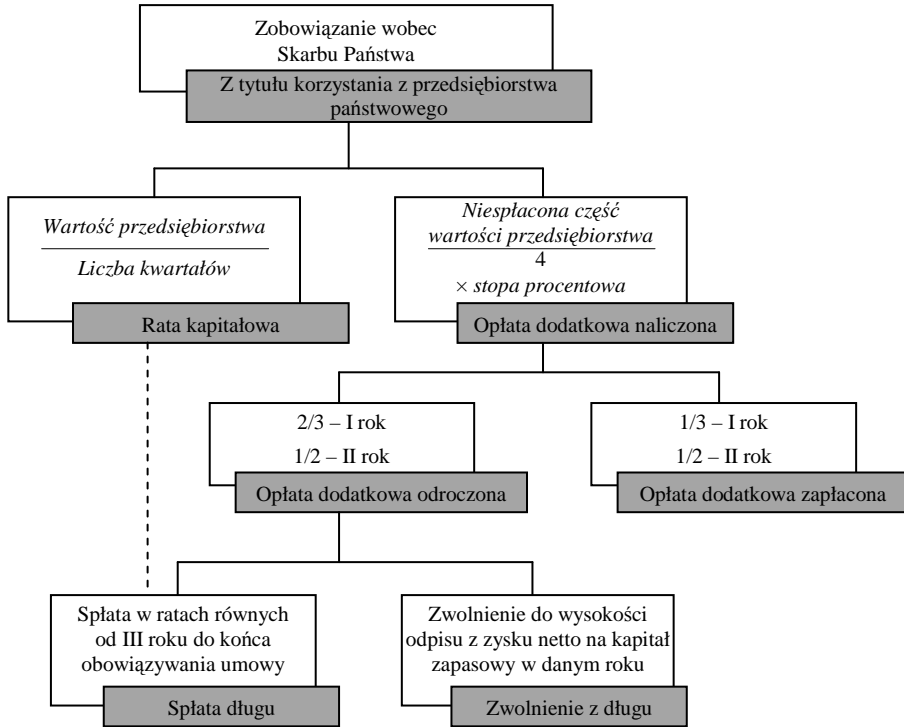 Zobowiązanie wobec
Skarbu Państwa
Z tytułu korzystania z przedsiębiorstwa
państwowego
Wartość przedsiębiorstwa
Liczba kwartałów
Rata kapitałowa
Niespłacona część
wartości przedsiębiorstwa
4
× stopa procentowa
Opłata dodatkowa naliczona
2/3 – I rok
1/2 – II rok
Opłata dodatkowa odroczona
1/3 – I rok
1/2 – II rok
Opłata dodatkowa zapłacona
Spłata w ratach równych
od III roku do końca
obowiązywania umowy
Spłata długu
Zwolnienie do wysokości
odpisu z zysku netto na kapitał
zapasowy w danym roku
Zwolnienie z długu